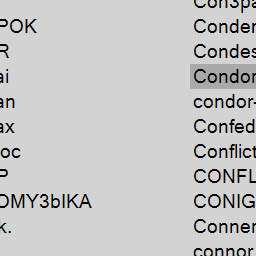 Con3pa
POK
Conder
R
Condes
ai
Condor
an
condor-
ax
Confed
oc
Conflict
P
CONFL
OMY3bIKA
CONIG
k.
Conner
connor